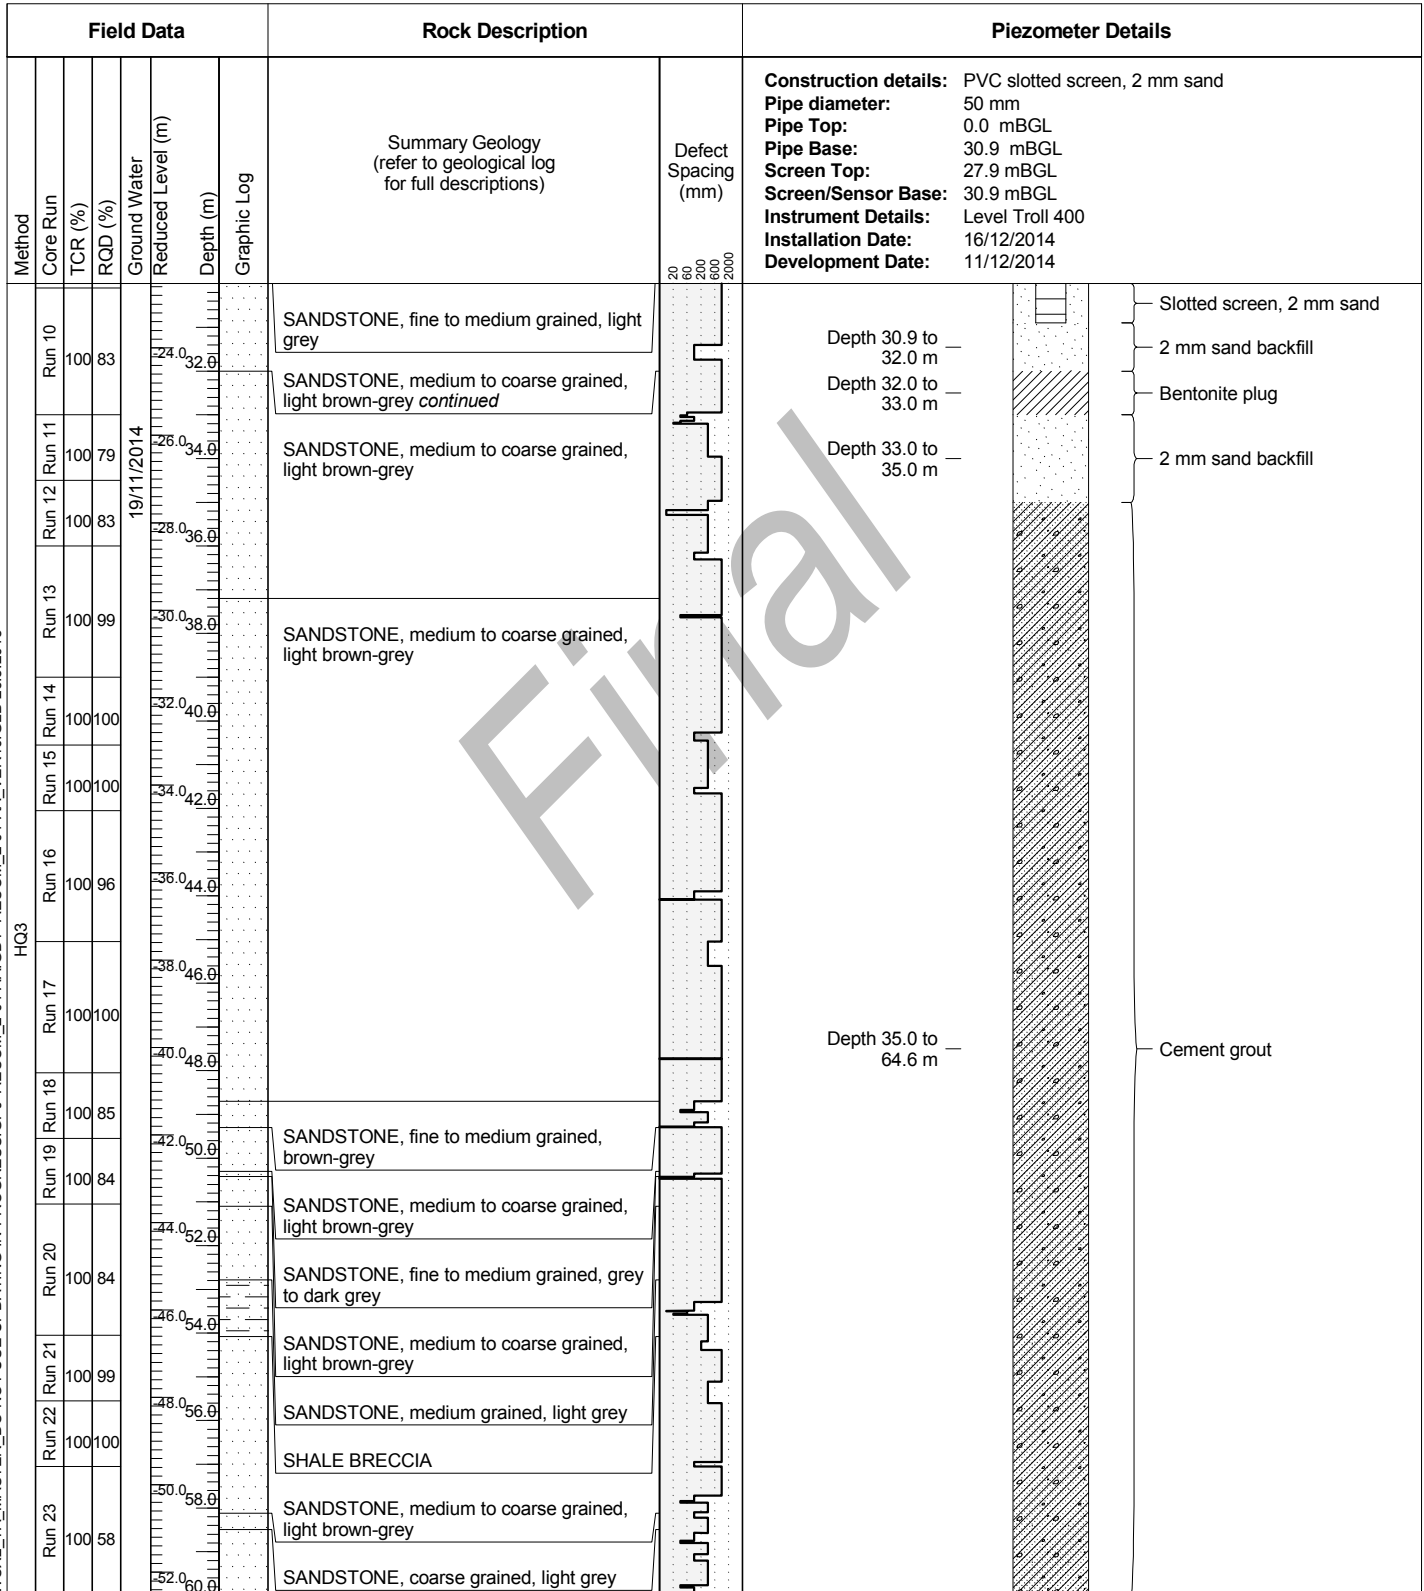 Field Data
Rock Description
Piezometer Details
Method
Core Run
TCR (%)
RQD (%)
Ground Water
Reduced Level (m)
Depth (m)
Graphic Log
Summary Geology
(refer to geological log
for full descriptions)
Defect
Spacing
(mm)
20
60
200
600
2000
Construction details: PVC slotted screen, 2 mm sand
Pipe diameter: 50 mm
Pipe Top: 0.0 mBGL
Pipe Base: 30.9 mBGL
Screen Top: 27.9 mBGL
Screen/Sensor Base: 30.9 mBGL
Instrument Details: Level Troll 400
Installation Date: 16/12/2014
Development Date: 11/12/2014
HQ3
Run 10 100 83
Run 11 100 79
Run 12 100 83
Run 13 100 99
Run 14 100 100
Run 15 100 100
Run 16 100 96
Run 17 100 100
Run 18 100 85
Run 19 100 84
Run 20 100 84
Run 21 100 99
Run 22 100 100
Run 23 100 58
19/11/2014
-24.0 32.0
-26.0 34.0
-28.0 36.0
-30.0 38.0
-32.0 40.0
-34.0 42.0
-36.0 44.0
-38.0 46.0
-40.0 48.0
-42.0 50.0
-44.0 52.0
-46.0 54.0
-48.0 56.0
-50.0 58.0
-52.0 60.0
SANDSTONE, fine to medium grained, light
grey
SANDSTONE, medium to coarse grained,
light brown-grey continued
SANDSTONE, medium to coarse grained,
light brown-grey
SANDSTONE, medium to coarse grained,
light brown-grey
SANDSTONE, fine to medium grained,
brown-grey
SANDSTONE, medium to coarse grained,
light brown-grey
SANDSTONE, fine to medium grained, grey
to dark grey
SANDSTONE, medium to coarse grained,
light brown-grey
SANDSTONE, medium grained, light grey
SHALE BRECCIA
SANDSTONE, medium to coarse grained,
light brown-grey
SANDSTONE, coarse grained, light grey
Final
Slotted screen, 2 mm sand
Depth 30.9 to
32.0 m
2 mm sand backfill
Depth 32.0 to
33.0 m
Bentonite plug
Depth 33.0 to
35.0 m
2 mm sand backfill
Depth 35.0 to
64.6 m
Cement grout